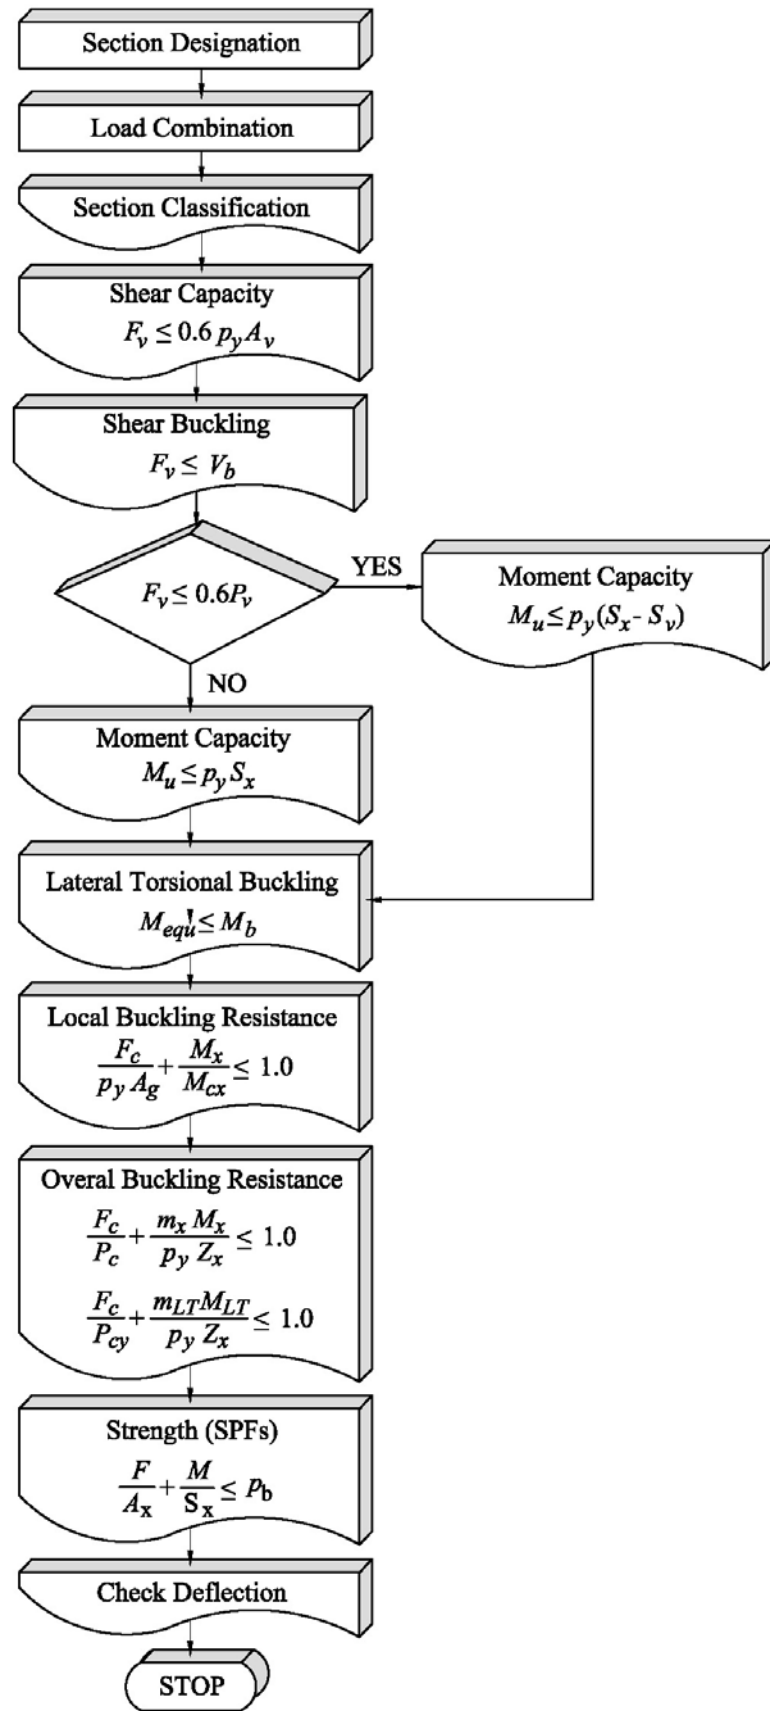 Section Designation
Load Combination
Section Classification
Shear Capacity
F_v ≤ 0.6 p_y A_v
Shear Buckling
F_v ≤ V_b
F_v ≤ 0.6P_v
YES
Moment Capacity
M_u ≤ p_y (S_x - S_v)
NO
Moment Capacity
M_u ≤ p_y S_x
Lateral Torsional Buckling
M_equ ≤ M_b
Local Buckling Resistance
F_c / p_y A_g + M_x / M_cx ≤ 1.0
Overal Buckling Resistance
F_c / P_c + m_x M_x / p_y Z_x ≤ 1.0
F_c / P_cy + m_LT M_LT / p_y Z_x ≤ 1.0
Strength (SPFs)
F / A_x + M / S_x ≤ p_b
Check Deflection
STOP